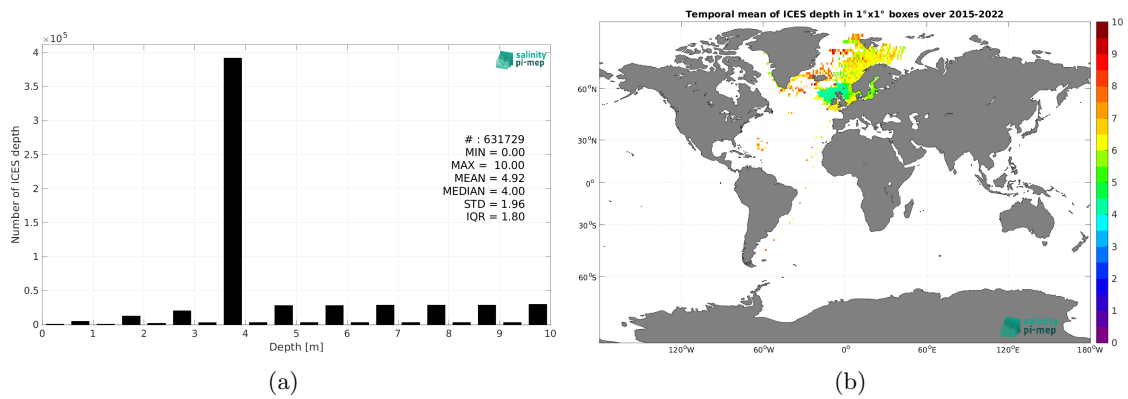 ×10⁵
4
3.5
3
2.5
2
1.5
1
0.5
0
Number of ICES depth
salinity
pi-mep
# : 631729
MIN = 0.00
MAX = 10.00
MEAN = 4.92
MEDIAN = 4.00
STD = 1.96
IQR = 1.80
1 2 3 4 5 6 7 8 9 10
Depth [m]
(a)
Temporal mean of ICES depth in 1°x1° boxes over 2015-2022
60°N
30°N
0°
30°S
60°S
120°W 60°W 0° 60°E 120°E 180°W
salinity
pi-mep
10
9
8
7
6
5
4
3
2
1
0
(b)